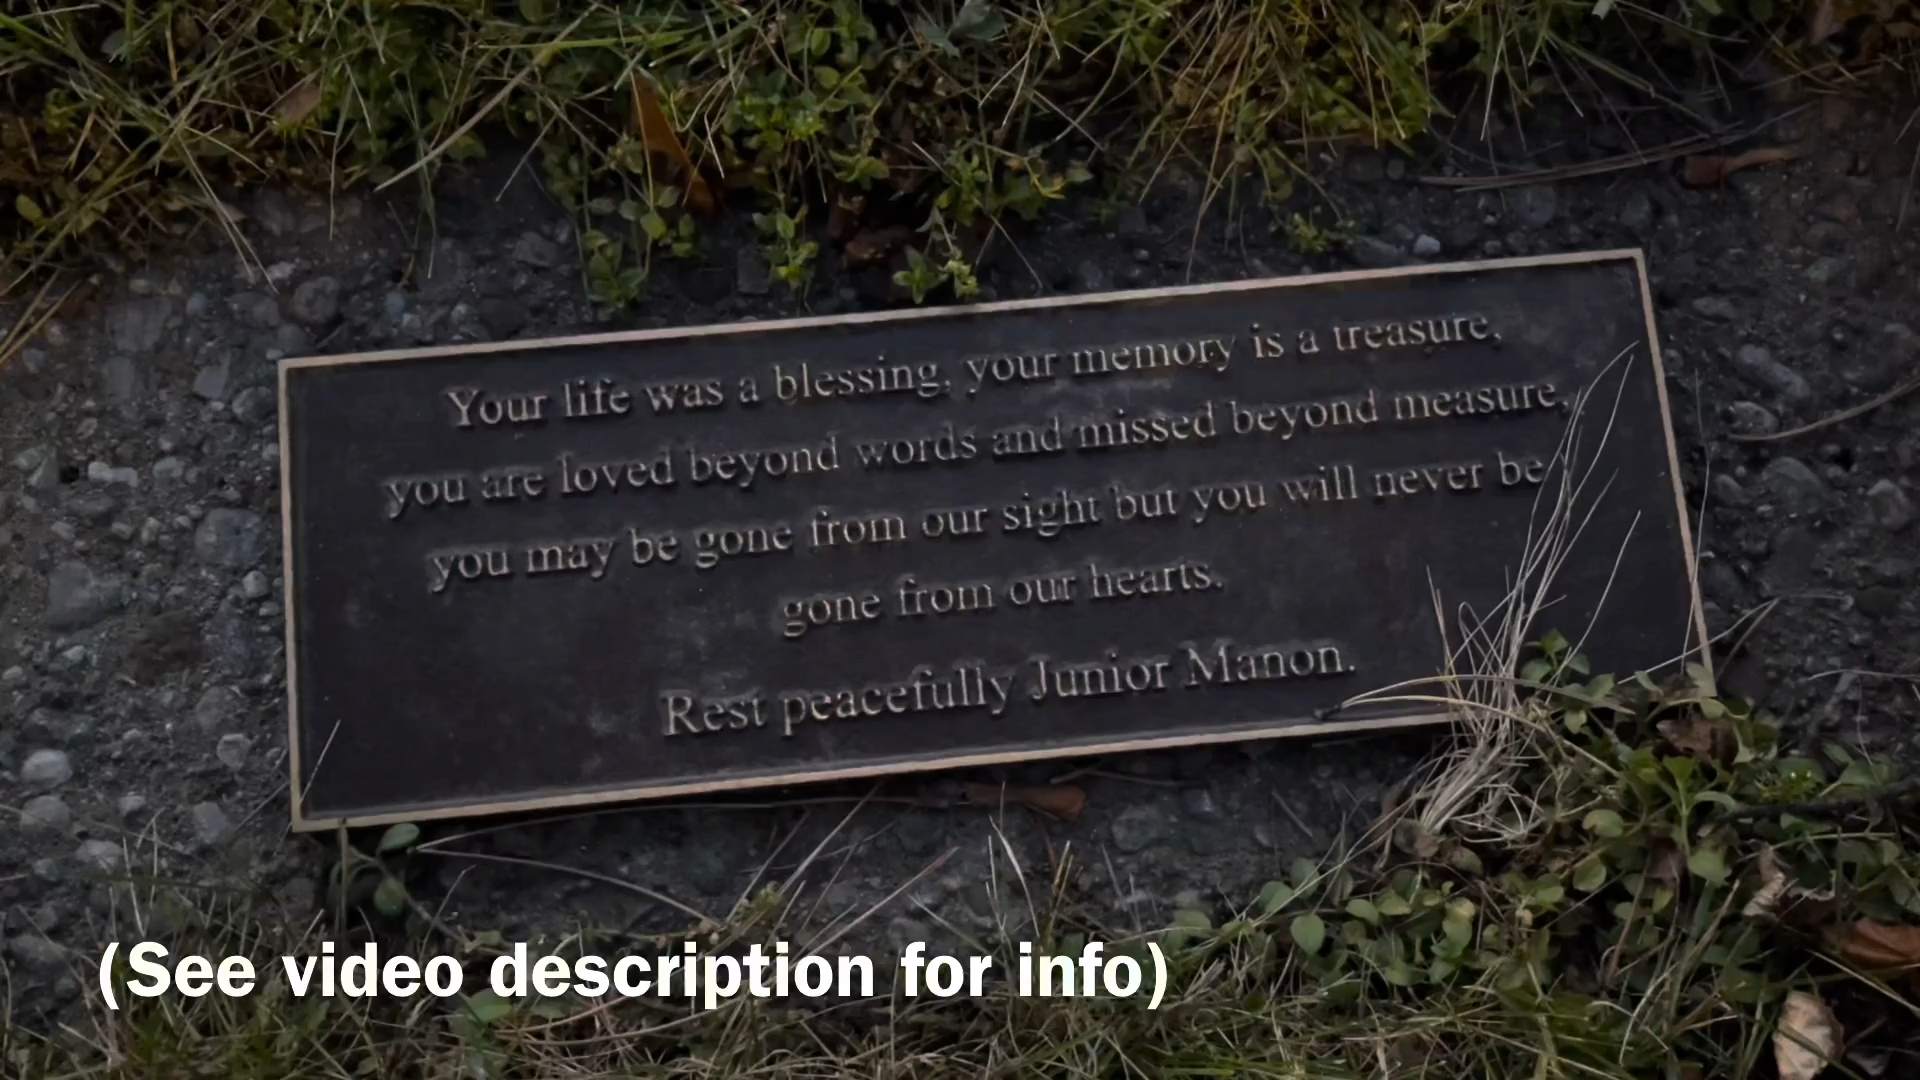 Your life was a blessing, your memory is a treasure,
you are loved beyond words and missed beyond measure,
you may be gone from our sight but you will never be
gone from our hearts.
Rest peacefully Junior Manon.
(See video description for info)